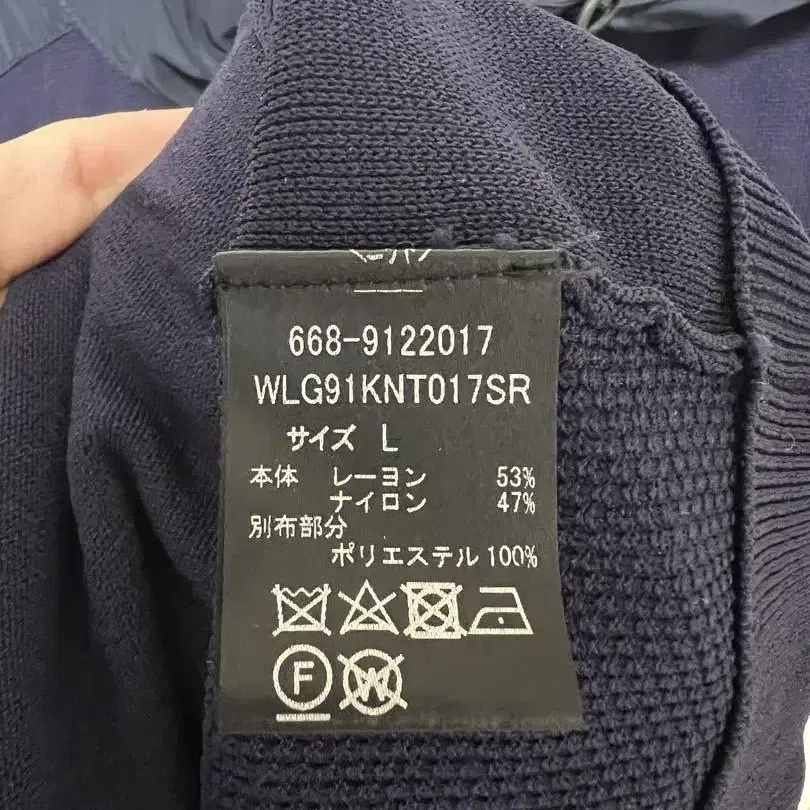 668-9122017
WLG91KNT017SR
サイズ L
本体 レーヨン 53%
ナイロン 47%
別布部分
ポリエステル 100%
F
W